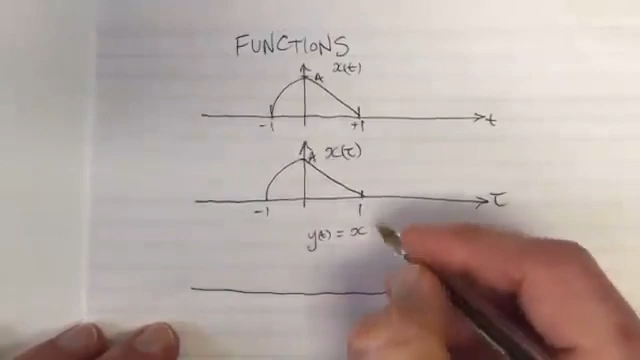 FUNCTIONS
x(t)
A
-1 +1 t
x(τ)
A
-1 1 τ
y(t) = x